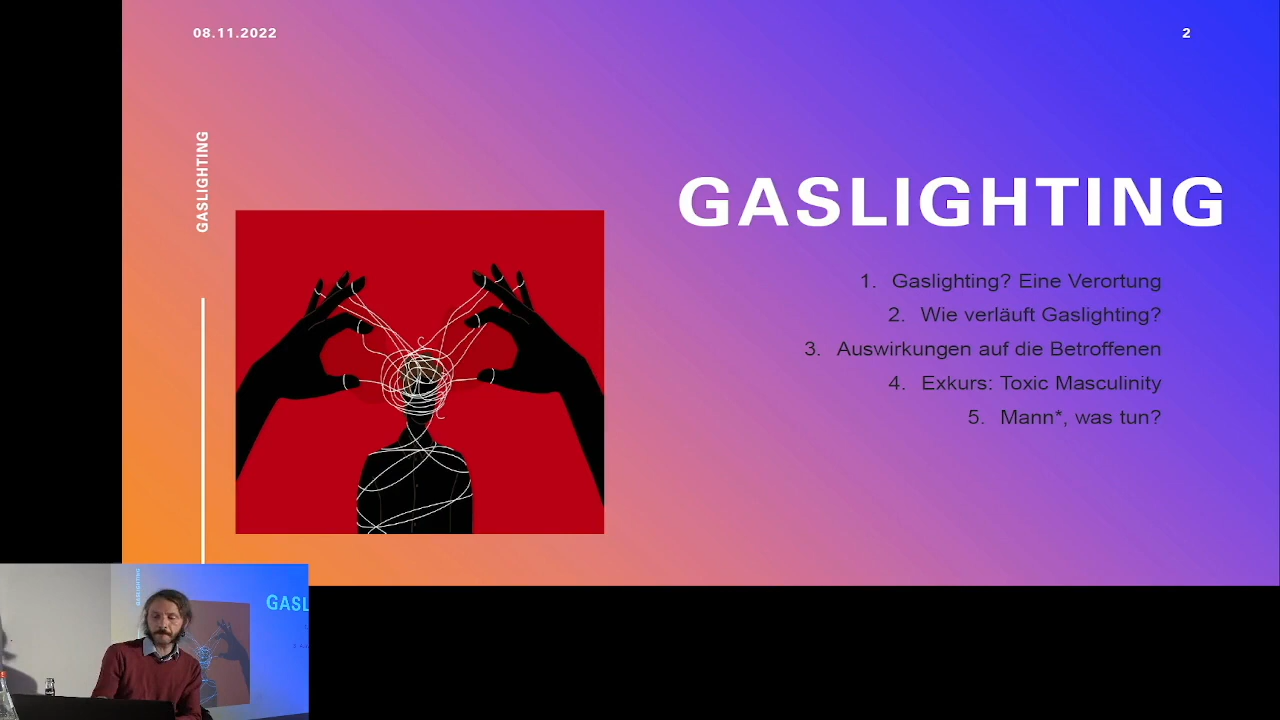 08.11.2022
2
GASLIGHTING
GASLIGHTING
1. Gaslighting? Eine Verortung
2. Wie verläuft Gaslighting?
3. Auswirkungen auf die Betroffenen
4. Exkurs: Toxic Masculinity
5. Mann*, was tun?
GASLIGHTING
GASL